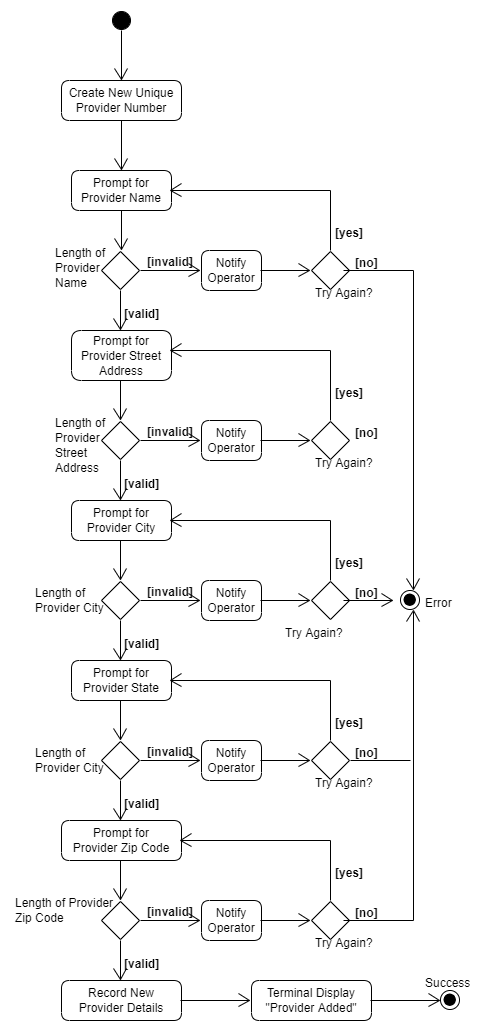 Create New Unique
Provider Number
Prompt for
Provider Name
[yes]
Length of
Provider
Name
[invalid]
Notify
Operator
[no]
Try Again?
[valid]
Prompt for
Provider Street
Address
[yes]
Length of
Provider
Street
Address
[invalid]
Notify
Operator
[no]
Try Again?
[valid]
Prompt for
Provider City
[yes]
Length of
Provider City
[invalid]
Notify
Operator
[no]
Error
Try Again?
[valid]
Prompt for
Provider State
[yes]
Length of
Provider City
[invalid]
Notify
Operator
[no]
Try Again?
[valid]
Prompt for
Provider Zip Code
[yes]
Length of Provider
Zip Code
[invalid]
Notify
Operator
[no]
Try Again?
[valid]
Record New
Provider Details
Terminal Display
"Provider Added"
Success